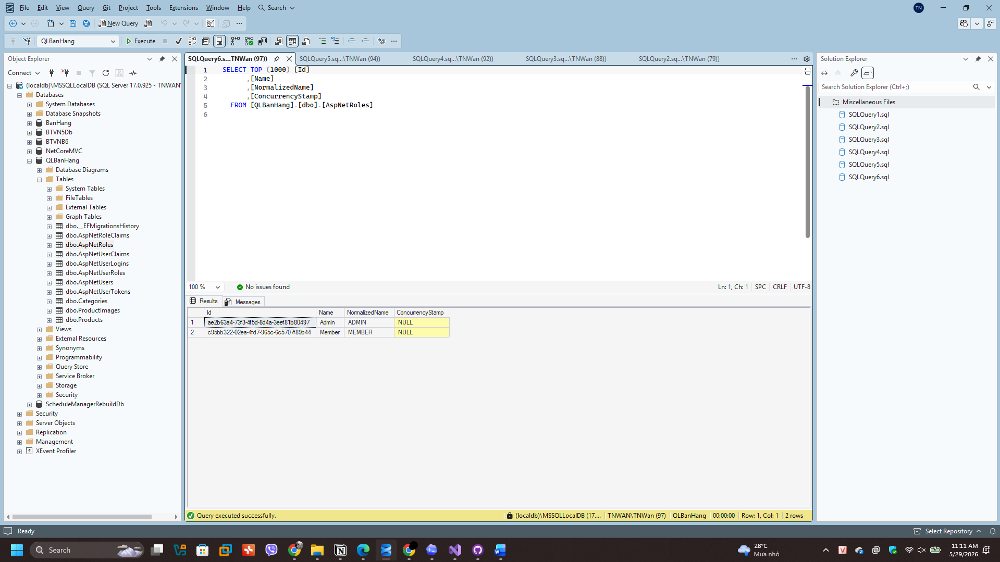 File Edit View Query Git Project Tools Extensions Window Help Search
TN
New Query
QLBanHang Execute
Object Explorer
Connect
(localdb)\MSSQLLocalDB (SQL Server 17.0.925 - TNWAN\
Databases
System Databases
Database Snapshots
BanHang
BTVN5Db
BTVNB6
NetCoreMVC
QLBanHang
Database Diagrams
Tables
System Tables
FileTables
External Tables
Graph Tables
dbo.__EFMigrationsHistory
dbo.AspNetRoleClaims
dbo.AspNetRoles
dbo.AspNetUserClaims
dbo.AspNetUserLogins
dbo.AspNetUserRoles
dbo.AspNetUsers
dbo.AspNetUserTokens
dbo.Categories
dbo.ProductImages
dbo.Products
Views
External Resources
Synonyms
Programmability
Query Store
Service Broker
Storage
Security
ScheduleManagerRebuildDb
Security
Server Objects
Replication
Management
XEvent Profiler
SQLQuery6.s...TNWan (97)) SQLQuery5.sq...\TNWan (94)) SQLQuery4.sq...\TNWan (92)) SQLQuery3.sq...\TNWan (88)) SQLQuery2.sq...\TNWan (79))
1 SELECT TOP (1000) [Id]
2 ,[Name]
3 ,[NormalizedName]
4 ,[ConcurrencyStamp]
5 FROM [QLBanHang].[dbo].[AspNetRoles]
6
100 % No issues found Ln: 1, Ch: 1 SPC CRLF UTF-8
Results Messages
Id Name NormalizedName ConcurrencyStamp
1 ae2b63a4-73f3-4f5d-8d4a-3eef81b80497 Admin ADMIN NULL
2 c95bb322-02ea-4fd7-965c-6c5707f89b44 Member MEMBER NULL
Query executed successfully. (localdb)\MSSQLLocalDB (17.... TNWAN\TNWan (97) QLBanHang 00:00:00 Row: 1, Col: 1 2 rows
Solution Explorer
Search Solution Explorer (Ctrl+;)
Miscellaneous Files
SQLQuery1.sql
SQLQuery2.sql
SQLQuery3.sql
SQLQuery4.sql
SQLQuery5.sql
SQLQuery6.sql
Ready Select Repository
Search
28°C
Mưa nhỏ
11:11 AM
5/29/2026